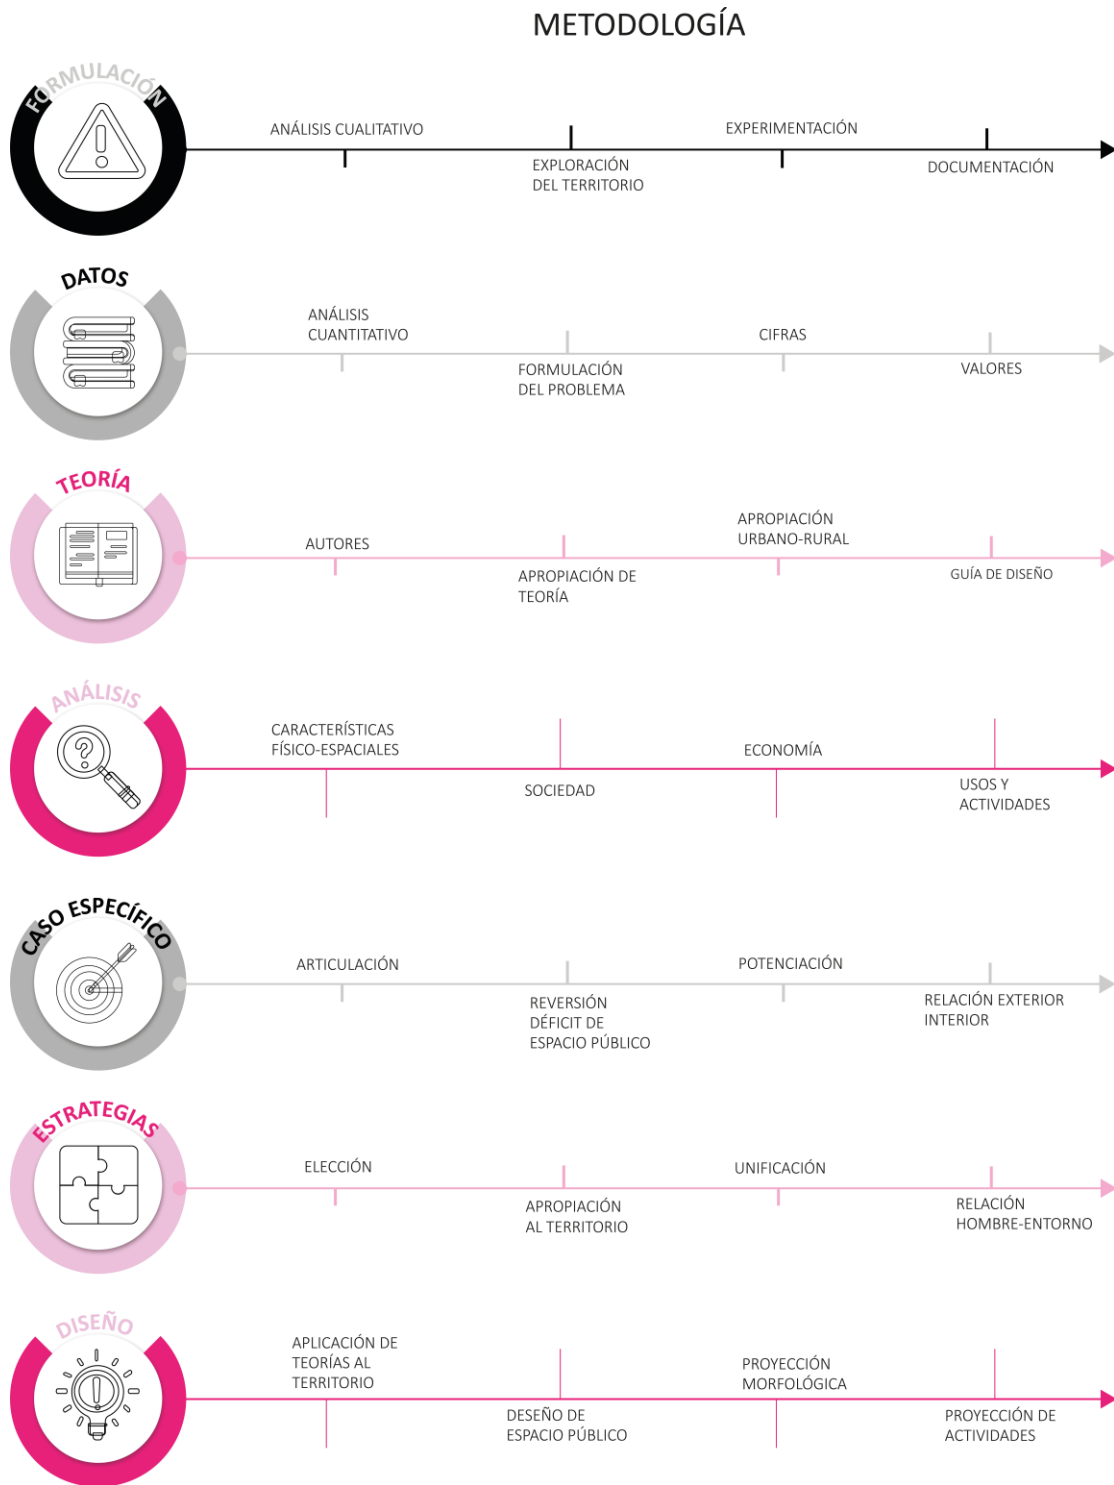 METODOLOGÍA
FORMULACIÓN
ANÁLISIS CUALITATIVO
EXPLORACIÓN
DEL TERRITORIO
EXPERIMENTACIÓN
DOCUMENTACIÓN
DATOS
ANÁLISIS
CUANTITATIVO
FORMULACIÓN
DEL PROBLEMA
CIFRAS
VALORES
TEORÍA
AUTORES
APROPIACIÓN DE
TEORÍA
APROPIACIÓN
URBANO-RURAL
GUÍA DE DISEÑO
ANÁLISIS
CARACTERÍSTICAS
FÍSICO-ESPACIALES
SOCIEDAD
ECONOMÍA
USOS Y
ACTIVIDADES
CASO ESPECÍFICO
ARTICULACIÓN
REVERSIÓN
DÉFICIT DE
ESPACIO PÚBLICO
POTENCIACIÓN
RELACIÓN EXTERIOR
INTERIOR
ESTRATEGIAS
ELECCIÓN
APROPIACIÓN
AL TERRITORIO
UNIFICACIÓN
RELACIÓN
HOMBRE-ENTORNO
DISEÑO
APLICACIÓN DE
TEORÍAS AL
TERRITORIO
DESEÑO DE
ESPACIO PÚBLICO
PROYECCIÓN
MORFOLÓGICA
PROYECCIÓN DE
ACTIVIDADES